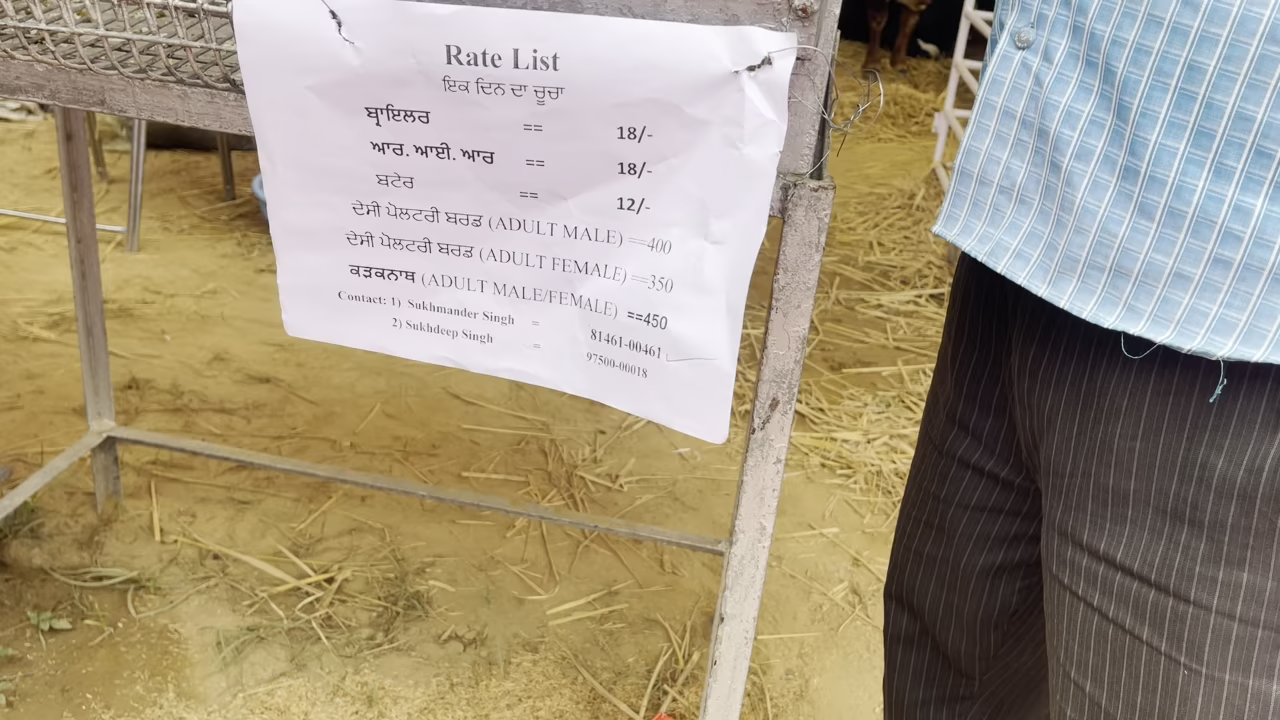 Rate List
ਇਕ ਦਿਨ ਦਾ ਚੂਚਾ
ਬ੍ਰਾਇਲਰ == 18/-
ਆਰ. ਆਈ. ਆਰ == 18/-
ਬਟੇਰ == 12/-
ਦੇਸੀ ਪੋਲਟਰੀ ਬਰਡ (ADULT MALE) ==400
ਦੇਸੀ ਪੋਲਟਰੀ ਬਰਡ (ADULT FEMALE) ==350
ਕੜਕਨਾਥ (ADULT MALE/FEMALE) ==450
Contact: 1) Sukhmander Singh = 81461-00461
2) Sukhdeep Singh = 97500-00018